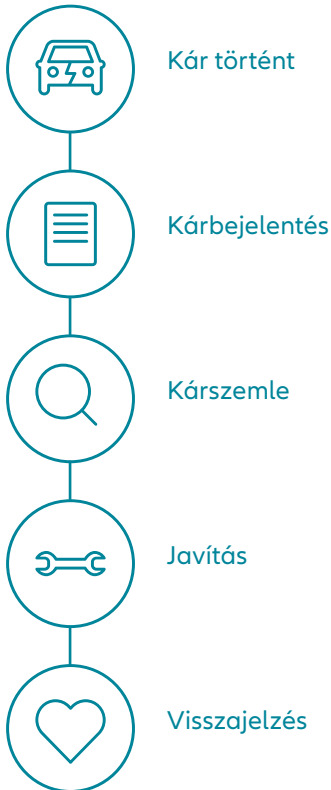 Kár történt
Kárbejelentés
Kárszemle
Javítás
Visszajelzés